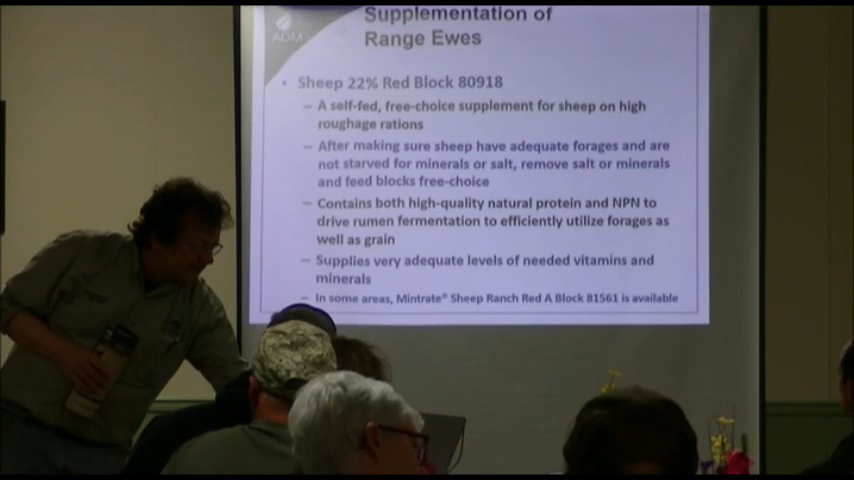 ADM
Supplementation of
Range Ewes
• Sheep 22% Red Block 80918
– A self-fed, free-choice supplement for sheep on high
roughage rations
– After making sure sheep have adequate forages and are
not starved for minerals or salt, remove salt or minerals
and feed blocks free-choice
– Contains both high-quality natural protein and NPN to
drive rumen fermentation to efficiently utilize forages as
well as grain
– Supplies very adequate levels of needed vitamins and
minerals
– In some areas, Mintrate® Sheep Ranch Red A Block 81561 is available